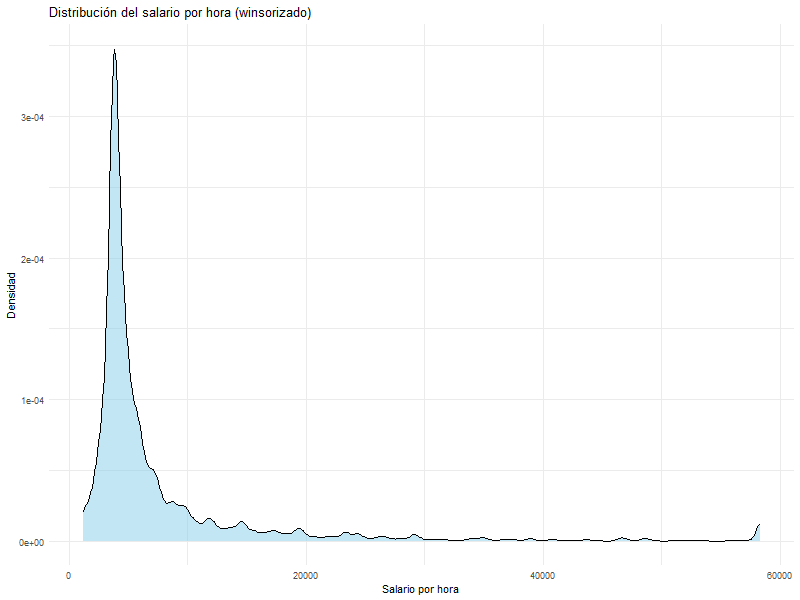 Distribución del salario por hora (winsorizado)
Densidad
3e-04
2e-04
1e-04
0e+00
0
20000
40000
60000
Salario por hora